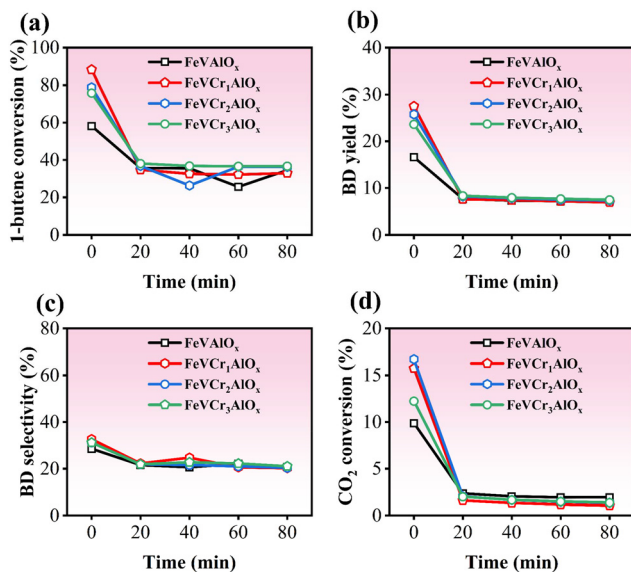 (a)
1-butene conversion (%)
100
80
60
40
20
0
FeVAlOₓ
FeVCr₁AlOₓ
FeVCr₂AlOₓ
FeVCr₃AlOₓ
0 20 40 60 80
Time (min)
(b)
BD yield (%)
40
30
20
10
0
FeVAlOₓ
FeVCr₁AlOₓ
FeVCr₂AlOₓ
FeVCr₃AlOₓ
0 20 40 60 80
Time (min)
(c)
BD selectivity (%)
80
60
40
20
0
FeVAlOₓ
FeVCr₁AlOₓ
FeVCr₂AlOₓ
FeVCr₃AlOₓ
0 20 40 60 80
Time (min)
(d)
CO₂ conversion (%)
20
15
10
5
0
FeVAlOₓ
FeVCr₁AlOₓ
FeVCr₂AlOₓ
FeVCr₃AlOₓ
0 20 40 60 80
Time (min)